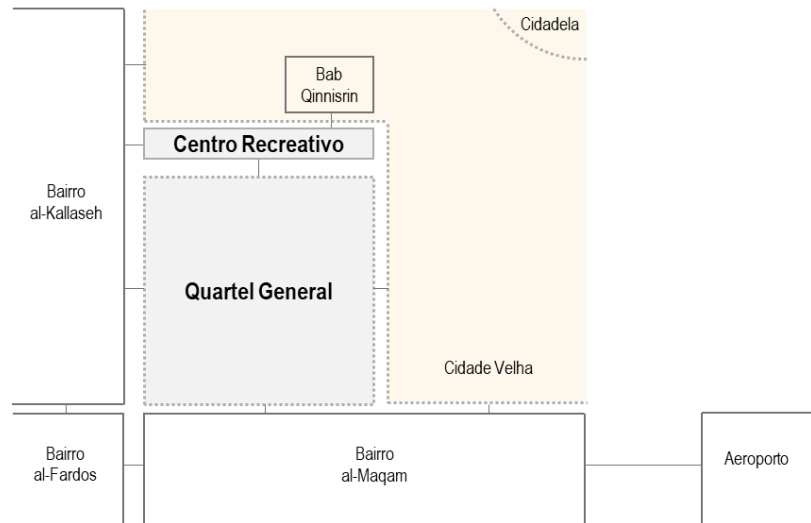 Cidadela
Bab
Qinnisrin
Centro Recreativo
Bairro
al-Kallaseh
Quartel General
Cidade Velha
Bairro
al-Fardos
Bairro
al-Maqam
Aeroporto